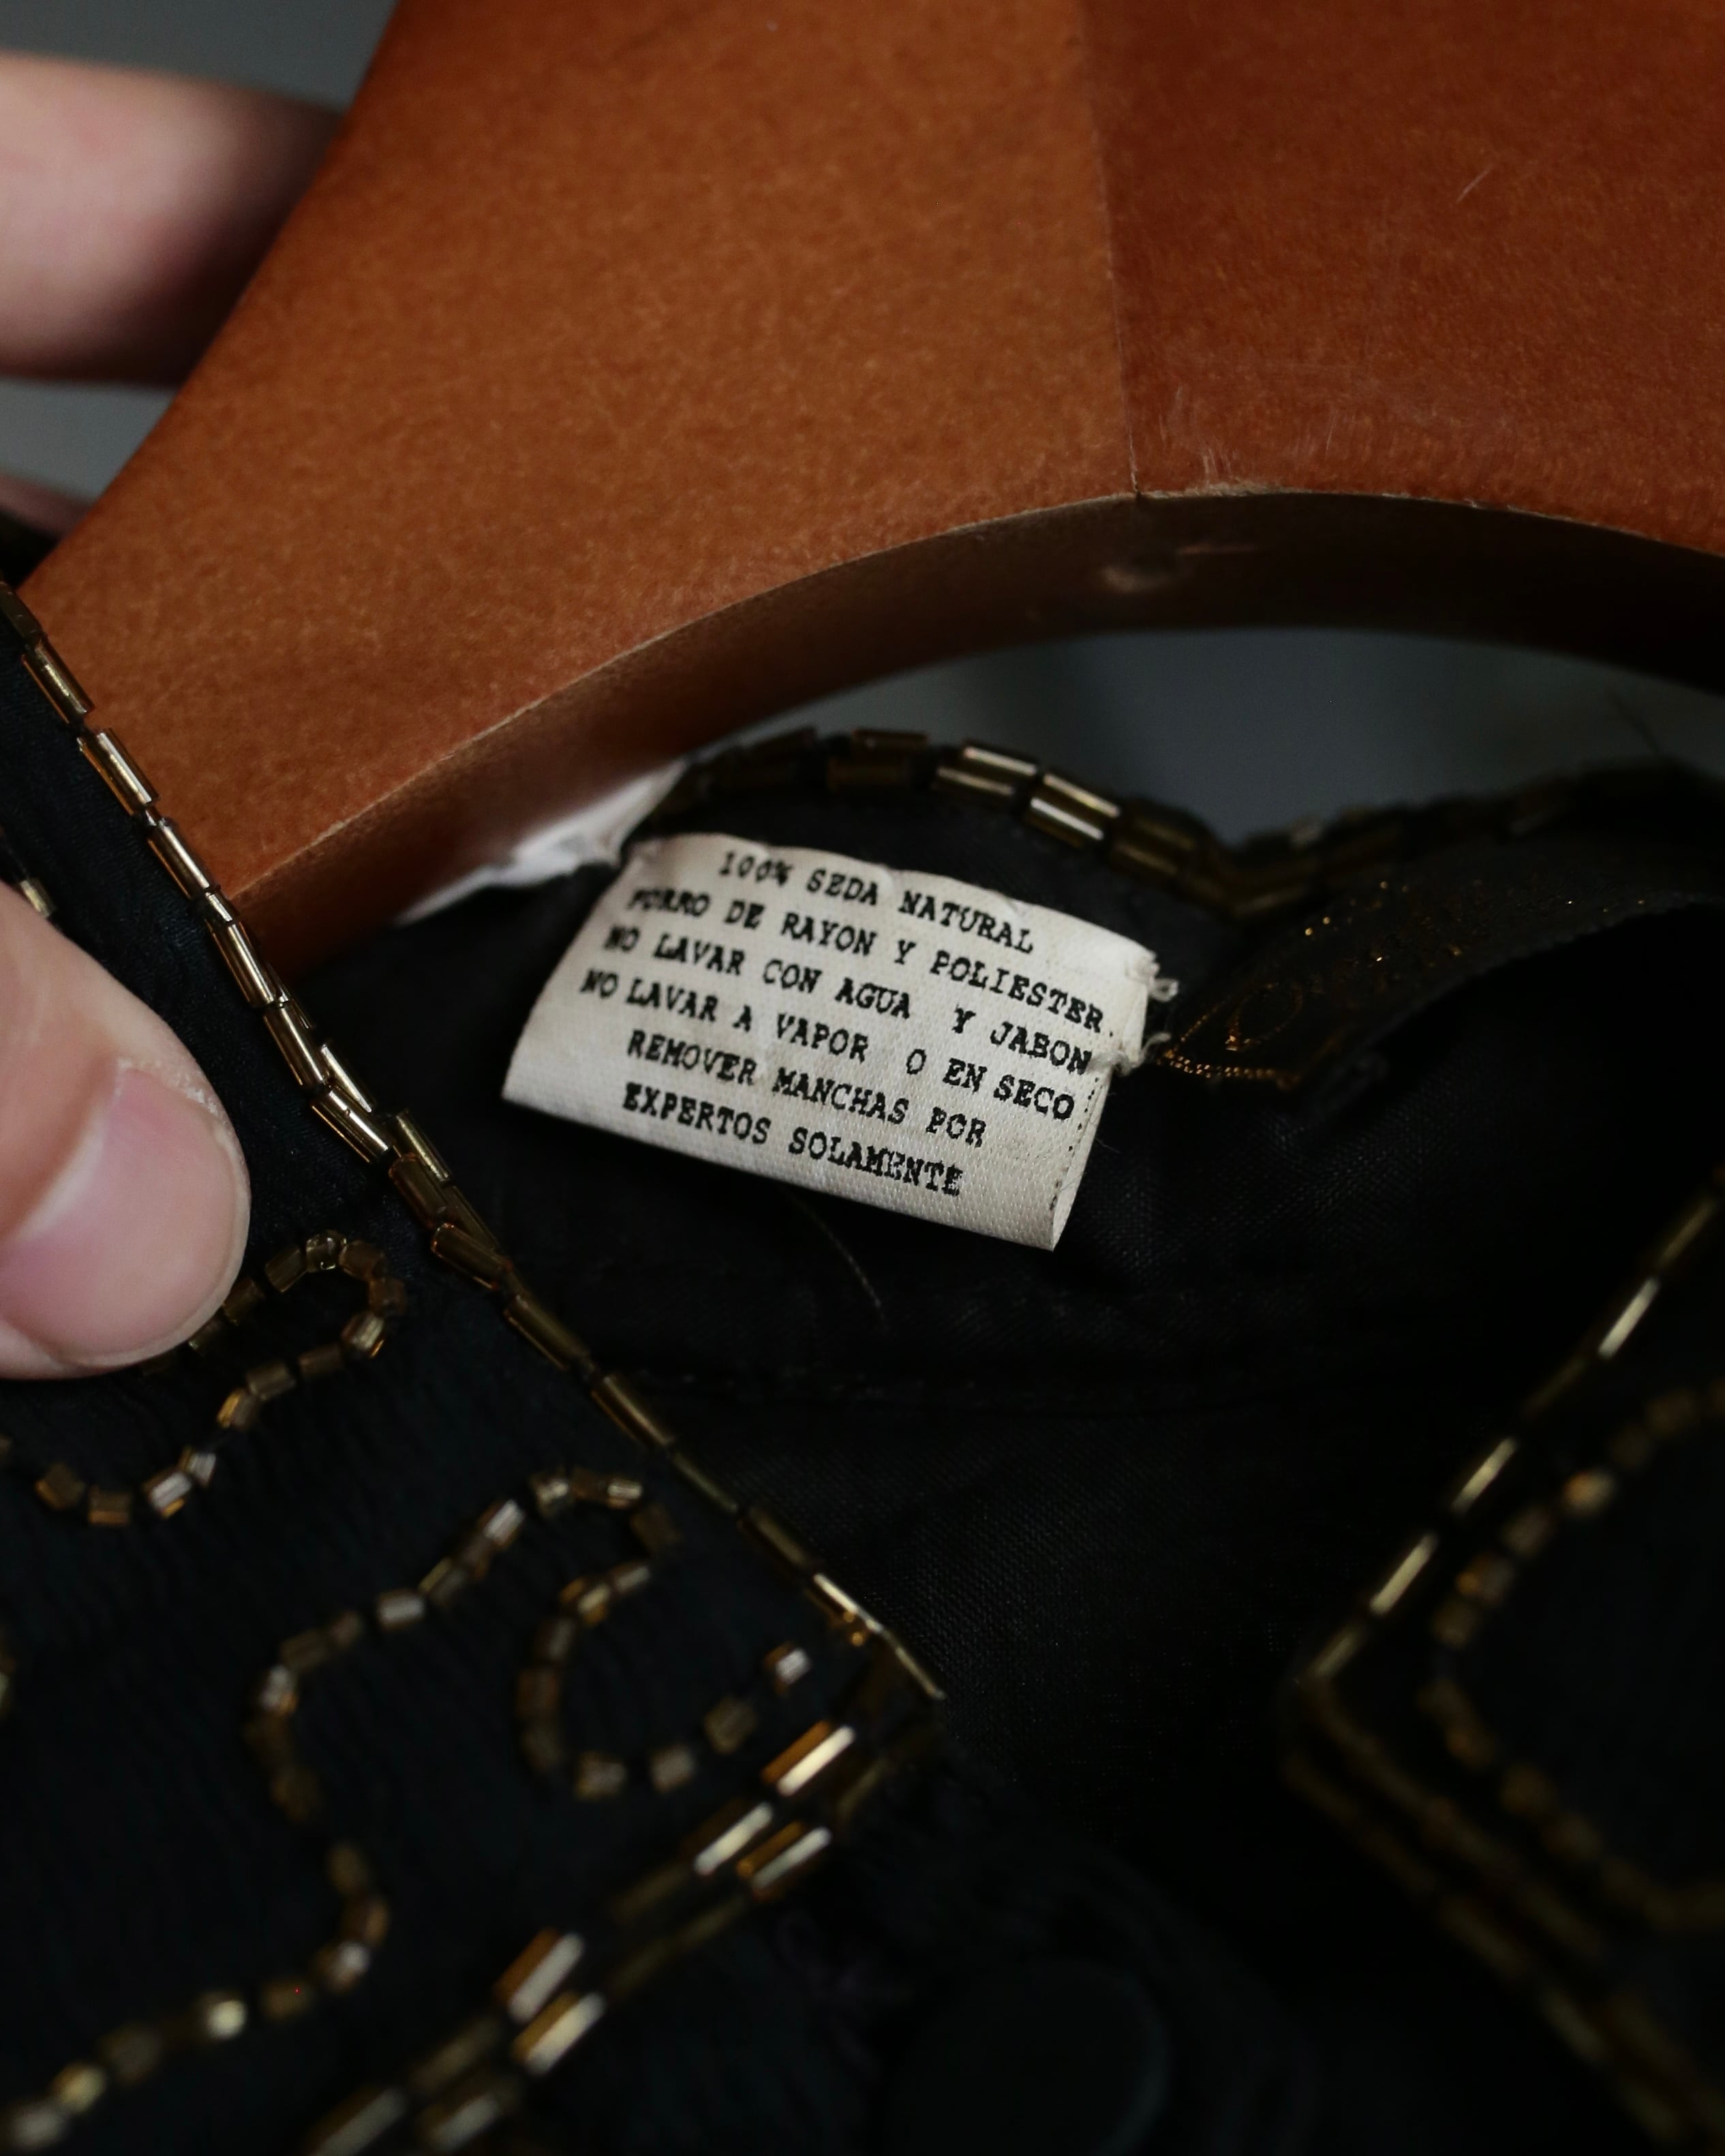 100% SEDA NATURAL
FORRO DE RAYON Y POLIESTER.
NO LAVAR CON AGUA Y JABON
NO LAVAR A VAPOR O EN SECO
REMOVER MANCHAS POR
EXPERTOS SOLAMENTE